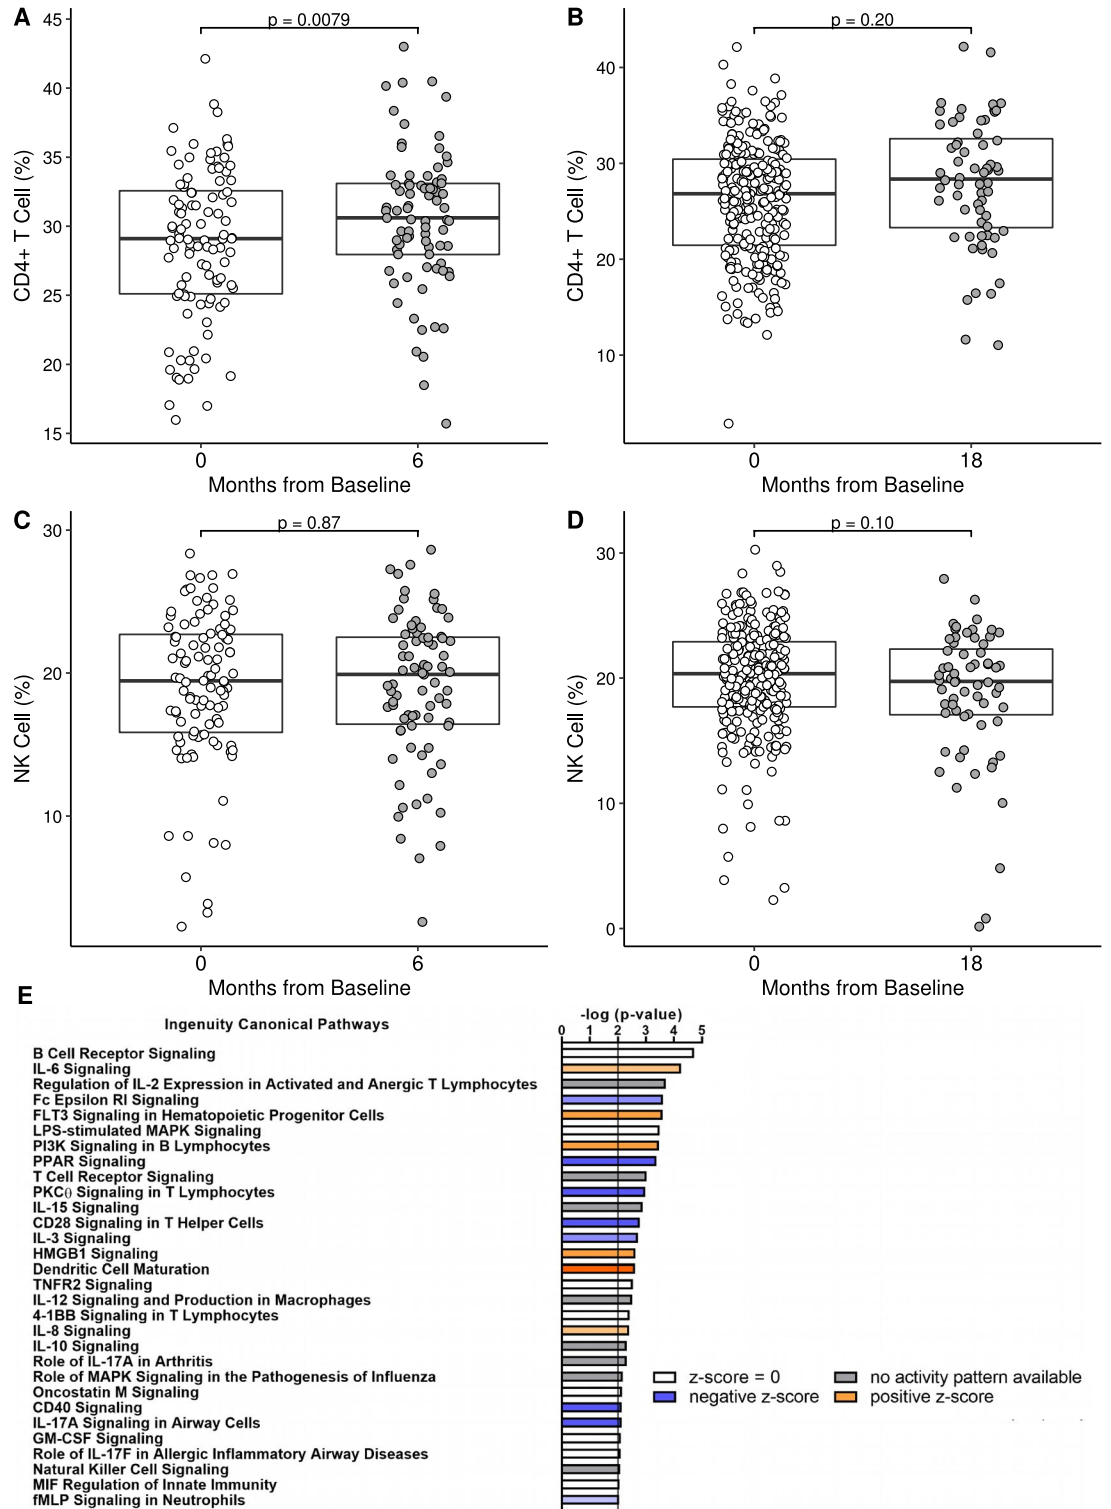 A
p = 0.0079
CD4+ T Cell (%)
45
40
35
30
25
20
15
0
6
Months from Baseline
B
p = 0.20
CD4+ T Cell (%)
40
30
20
10
0
18
Months from Baseline
C
p = 0.87
NK Cell (%)
30
20
10
0
6
Months from Baseline
D
p = 0.10
NK Cell (%)
30
20
10
0
0
18
Months from Baseline
E
Ingenuity Canonical Pathways
-log (p-value)
0 1 2 3 4 5
B Cell Receptor Signaling
IL-6 Signaling
Regulation of IL-2 Expression in Activated and Anergic T Lymphocytes
Fc Epsilon RI Signaling
FLT3 Signaling in Hematopoietic Progenitor Cells
LPS-stimulated MAPK Signaling
PI3K Signaling in B Lymphocytes
PPAR Signaling
T Cell Receptor Signaling
PKCθ Signaling in T Lymphocytes
IL-15 Signaling
CD28 Signaling in T Helper Cells
IL-3 Signaling
HMGB1 Signaling
Dendritic Cell Maturation
TNFR2 Signaling
IL-12 Signaling and Production in Macrophages
4-1BB Signaling in T Lymphocytes
IL-8 Signaling
IL-10 Signaling
Role of IL-17A in Arthritis
Role of MAPK Signaling in the Pathogenesis of Influenza
Oncostatin M Signaling
CD40 Signaling
IL-17A Signaling in Airway Cells
GM-CSF Signaling
Role of IL-17F in Allergic Inflammatory Airway Diseases
Natural Killer Cell Signaling
MIF Regulation of Innate Immunity
fMLP Signaling in Neutrophils
z-score = 0
no activity pattern available
negative z-score
positive z-score